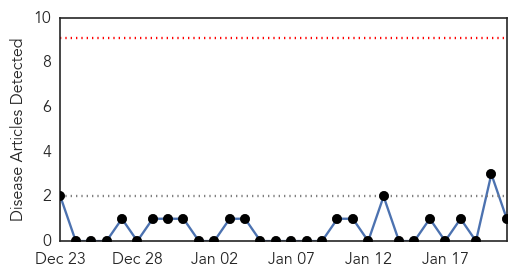 Disease Articles Detected
10
8
6
4
2
0
Dec 23
Dec 28
Jan 02
Jan 07
Jan 12
Jan 17